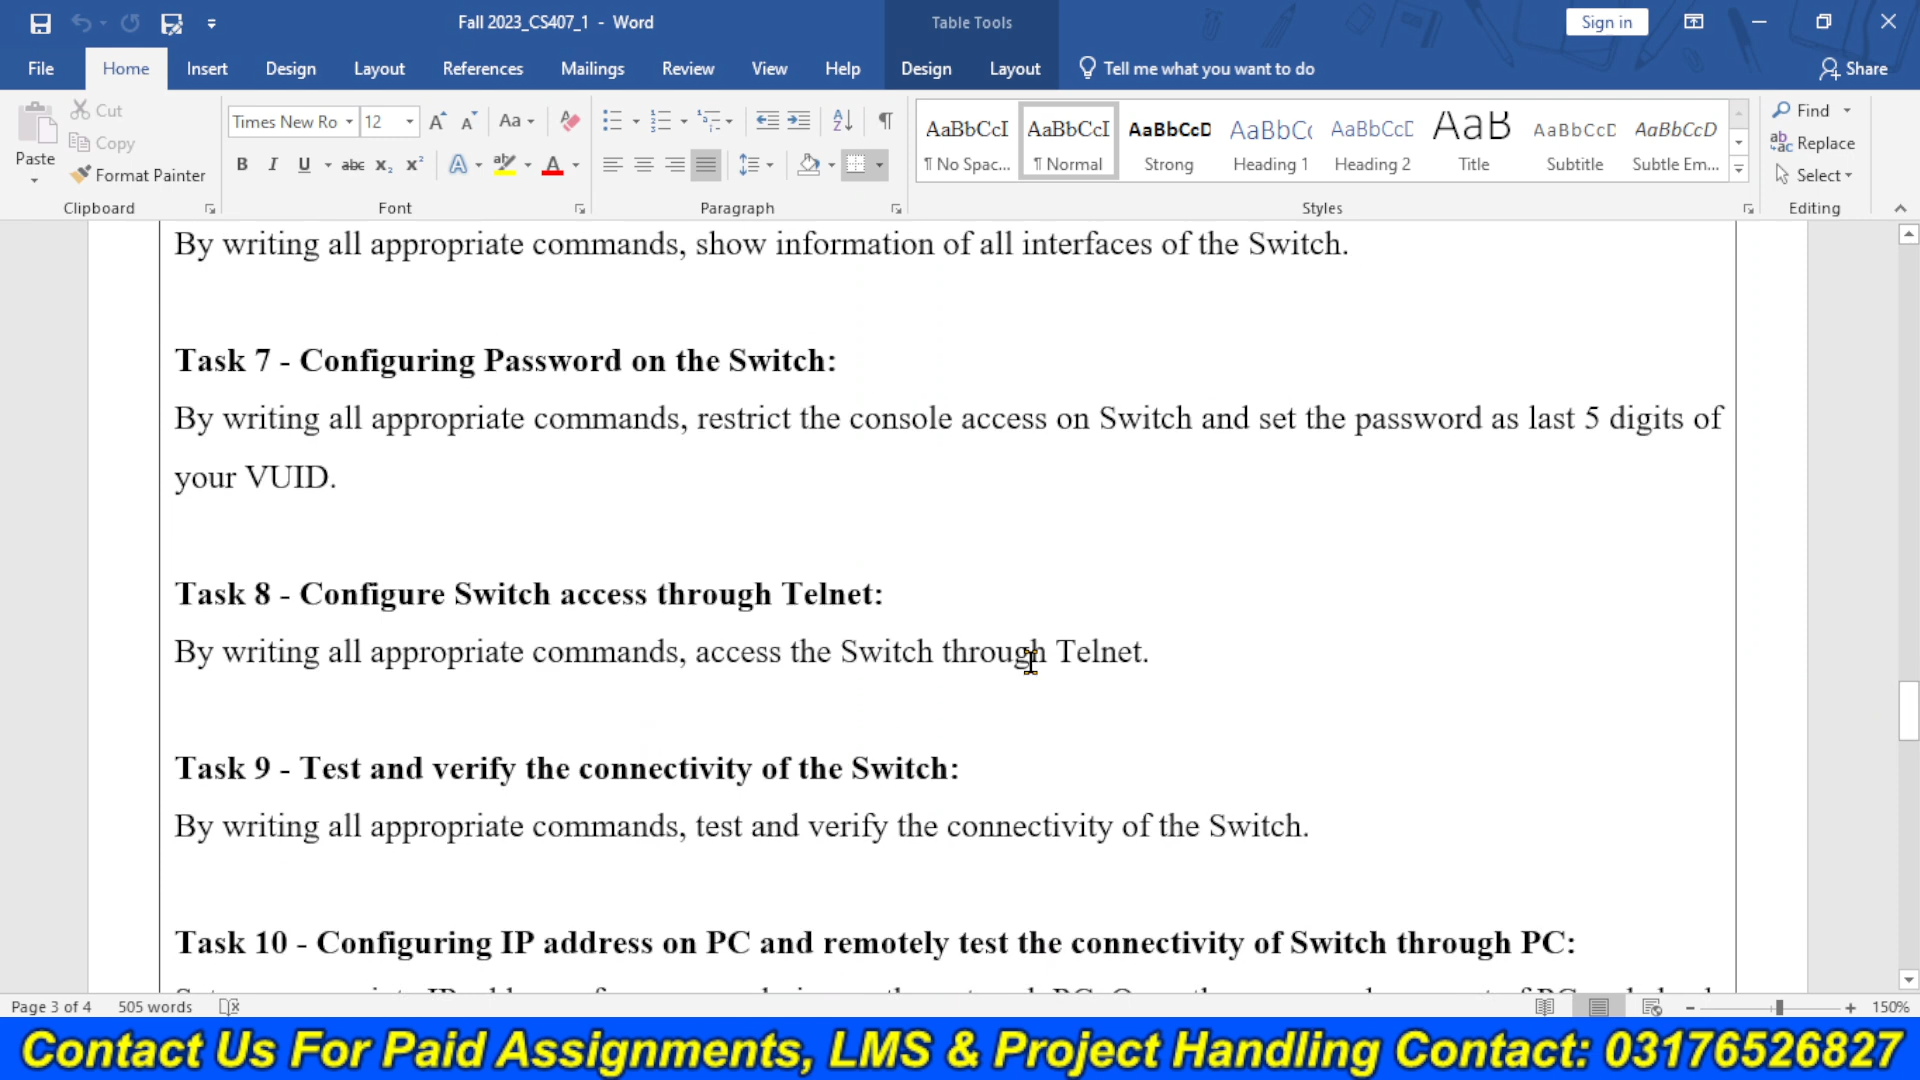 Fall 2023_CS407_1 - Word
Table Tools
Sign in
File
Home
Insert
Design
Layout
References
Mailings
Review
View
Help
Design
Layout
Tell me what you want to do
Share
Paste
Cut
Copy
Format Painter
Clipboard
Times New Ro
12
Font
Paragraph
AaBbCcI
¶ No Spac...
AaBbCcI
¶ Normal
AaBbCcD
Strong
AaBbCc
Heading 1
AaBbCcD
Heading 2
AaB
Title
AaBbCcD
Subtitle
AaBbCcD
Subtle Em...
Styles
Find
Replace
Select
Editing
By writing all appropriate commands, show information of all interfaces of the Switch.
Task 7 - Configuring Password on the Switch:
By writing all appropriate commands, restrict the console access on Switch and set the password as last 5 digits of
your VUID.
Task 8 - Configure Switch access through Telnet:
By writing all appropriate commands, access the Switch through Telnet.
Task 9 - Test and verify the connectivity of the Switch:
By writing all appropriate commands, test and verify the connectivity of the Switch.
Task 10 - Configuring IP address on PC and remotely test the connectivity of Switch through PC:
Page 3 of 4
505 words
150%
Contact Us For Paid Assignments, LMS & Project Handling Contact: 03176526827